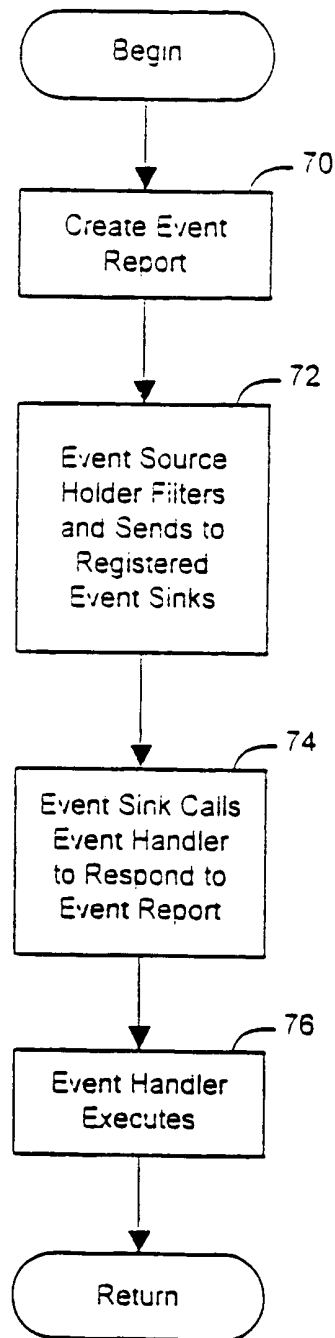 Begin
70
Create Event
Report
72
Event Source
Holder Filters
and Sends to
Registered
Event Sinks
74
Event Sink Calls
Event Handler
to Respond to
Event Report
76
Event Handler
Executes
Return